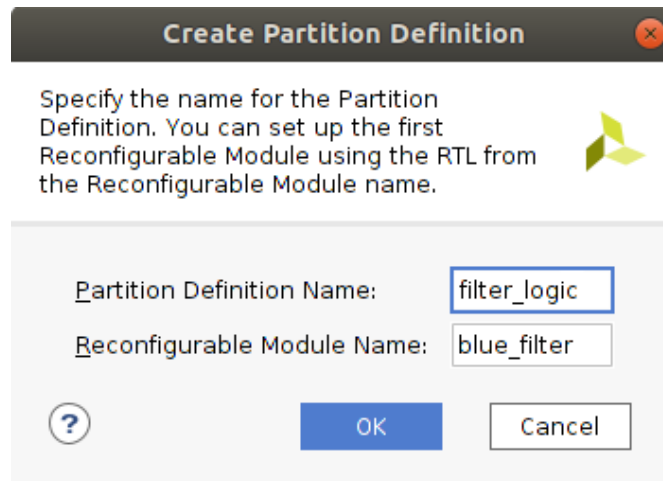 Create Partition Definition
Specify the name for the Partition
Definition. You can set up the first
Reconfigurable Module using the RTL from
the Reconfigurable Module name.
Partition Definition Name: filter_logic
Reconfigurable Module Name: blue_filter
? OK Cancel